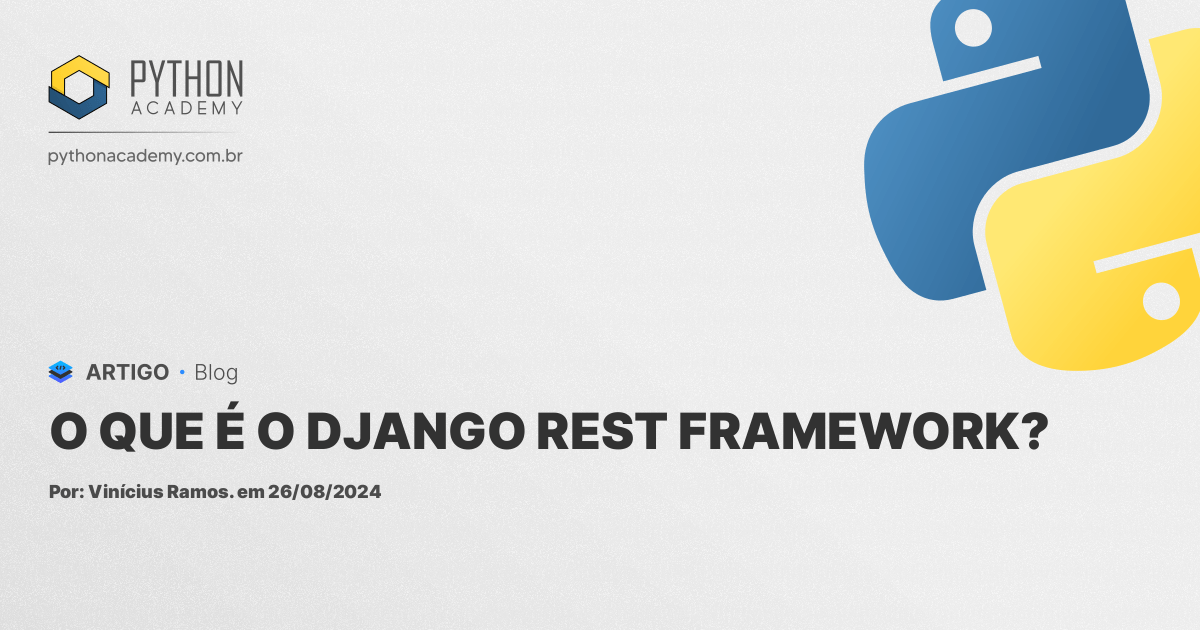 PYTHON
ACADEMY
pythonacademy.com.br
ARTIGO • Blog
O QUE É O DJANGO REST FRAMEWORK?
Por: Vinícius Ramos. em 26/08/2024